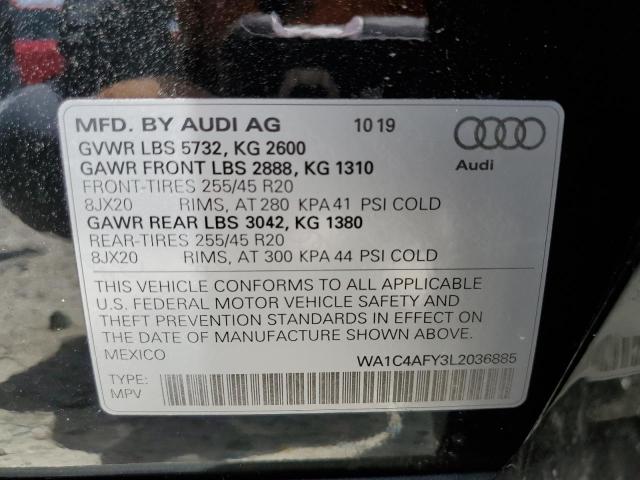 MFD. BY AUDI AG 10 19
GVWR LBS 5732, KG 2600
GAWR FRONT LBS 2888, KG 1310
Audi
FRONT-TIRES 255/45 R20
8JX20 RIMS, AT 280 KPA 41 PSI COLD
GAWR REAR LBS 3042, KG 1380
REAR-TIRES 255/45 R20
8JX20 RIMS, AT 300 KPA 44 PSI COLD
THIS VEHICLE CONFORMS TO ALL APPLICABLE
U.S. FEDERAL MOTOR VEHICLE SAFETY AND
THEFT PREVENTION STANDARDS IN EFFECT ON
THE DATE OF MANUFACTURE SHOWN ABOVE.
MEXICO WA1C4AFY3L2036885
TYPE:
MPV